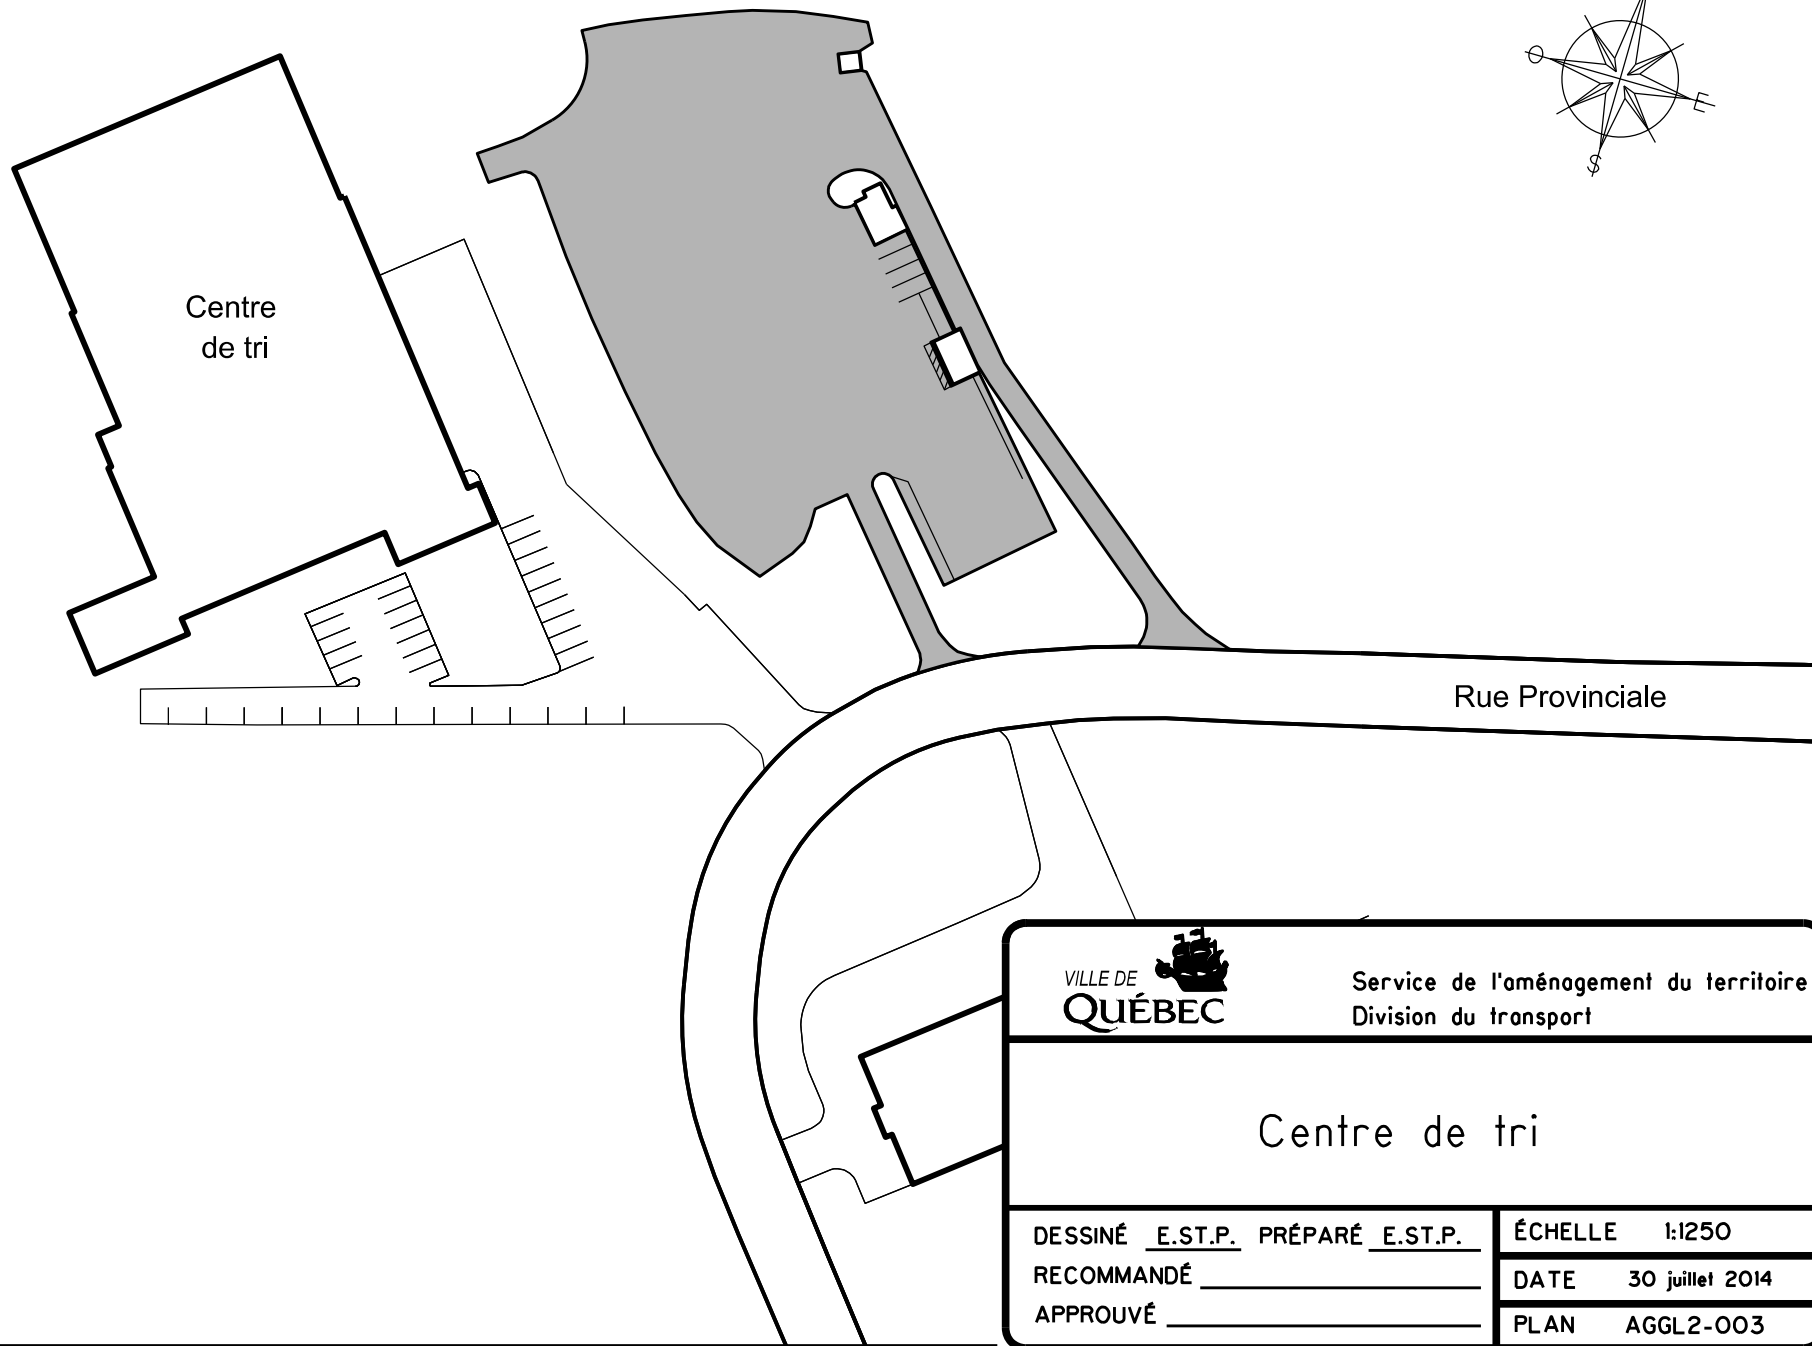 O
E
S
Centre
de tri
Rue Provinciale
VILLE DE
QUÉBEC
Service de l'aménagement du territoire
Division du transport
Centre de tri
DESSINÉ E.ST.P. PRÉPARÉ E.ST.P.
RECOMMANDÉ
APPROUVÉ
ÉCHELLE 1:1250
DATE 30 juillet 2014
PLAN AGGL2-003